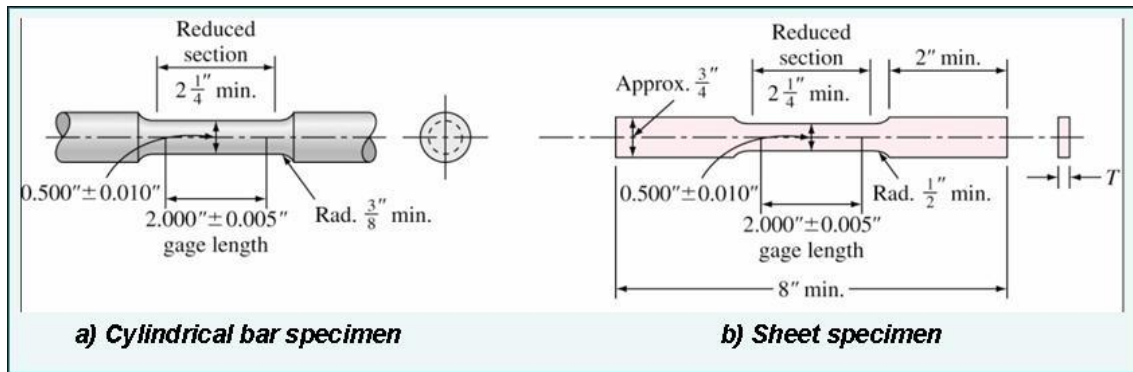 Reduced
section
2 1/4″ min.
0.500″±0.010″
2.000″±0.005″
gage length
Rad. 3/8″ min.
a) Cylindrical bar specimen
Reduced
section
2 1/4″ min.
2″ min.
Approx. 3/4″
0.500″±0.010″
Rad. 1/2″ min.
T
2.000″±0.005″
gage length
8″ min.
b) Sheet specimen